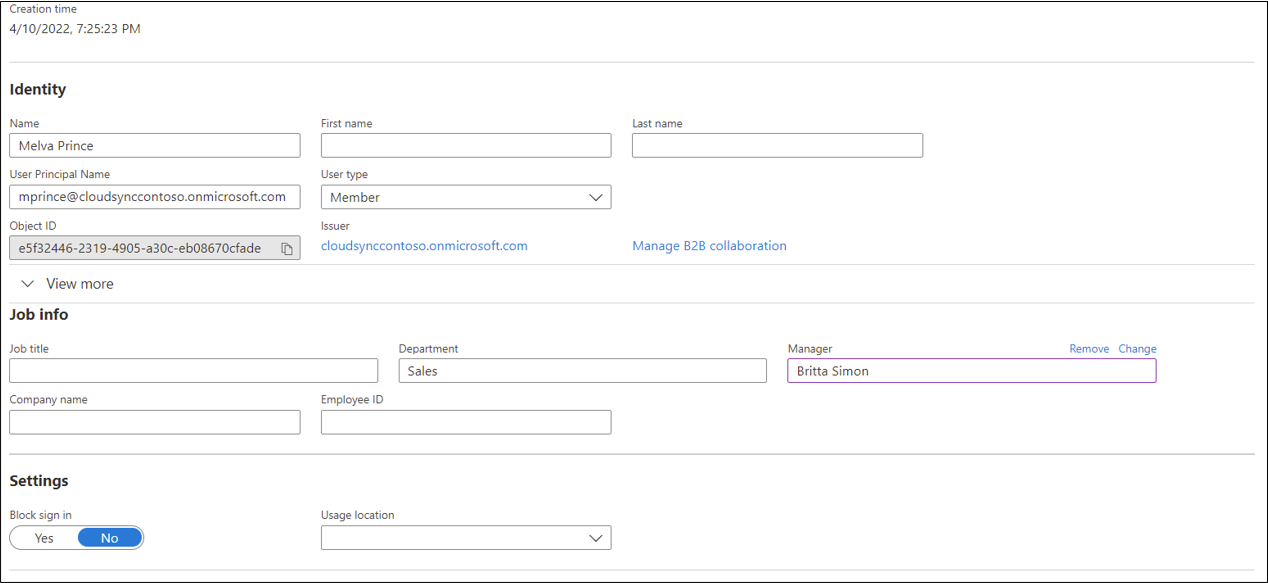 Creation time
4/10/2022, 7:25:23 PM
Identity
Name First name Last name
Melva Prince
User Principal Name User type
mprince@cloudsynccontoso.onmicrosoft.com Member
Object ID Issuer
e5f32446-2319-4905-a30c-eb08670cfade cloudsynccontoso.onmicrosoft.com Manage B2B collaboration
View more
Job info
Job title Department Manager Remove Change
Sales Britta Simon
Company name Employee ID
Settings
Block sign in Usage location
Yes No